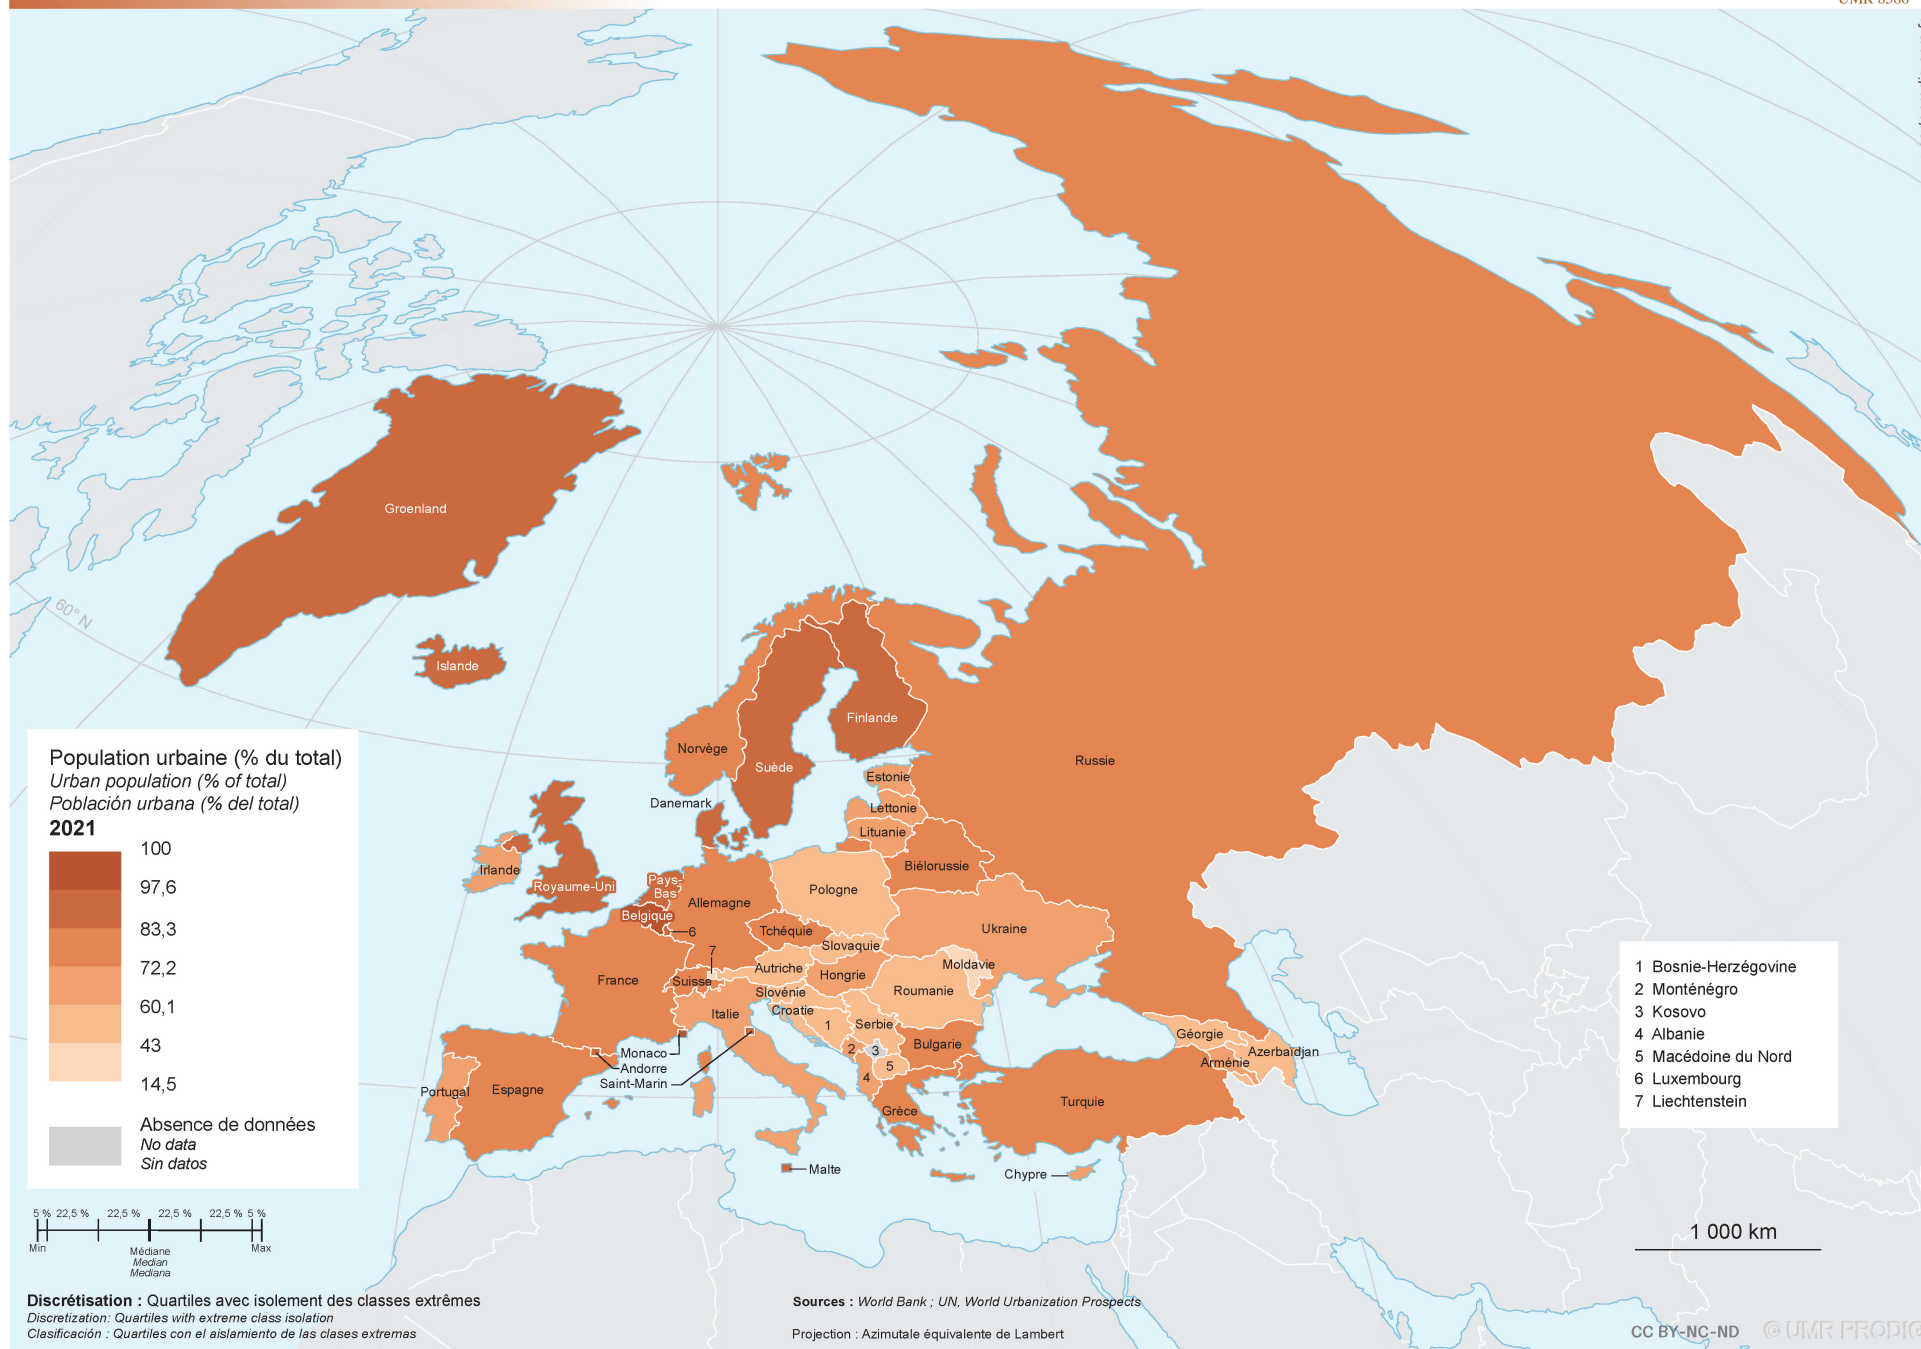 60° N
Groenland
Islande
Norvège
Finlande
Suède
Russie
Estonie
Lettonie
Danemark
Lituanie
Irlande
Royaume-Uni
Pays-
Bas
Biélorussie
Pologne
Allemagne
Belgique
6
Tchéquie
Ukraine
7
Slovaquie
Moldavie
Autriche
Hongrie
France
Suisse
Roumanie
Slovénie
Croatie
Italie
1
Serbie
Géorgie
Bulgarie
2
3
Azerbaïdjan
Monaco
Andorre
5
Arménie
4
Saint-Marin
Portugal
Espagne
Turquie
Grèce
Malte
Chypre
Population urbaine (% du total)
Urban population (% of total)
Población urbana (% del total)
2021
100
97,6
83,3
72,2
60,1
43
14,5
Absence de données
No data
Sin datos
5 % 22,5 % 22,5 % 22,5 % 22,5 % 5 %
Min Max
Médiane
Median
Mediana
1 Bosnie-Herzégovine
2 Monténégro
3 Kosovo
4 Albanie
5 Macédoine du Nord
6 Luxembourg
7 Liechtenstein
1 000 km
Discrétisation : Quartiles avec isolement des classes extrêmes
Discretization: Quartiles with extreme class isolation
Clasificación : Quartiles con el aislamiento de las clases extremas
Sources : World Bank ; UN, World Urbanization Prospects
Projection : Azimutale équivalente de Lambert
CC BY-NC-ND © UMR PRODIG